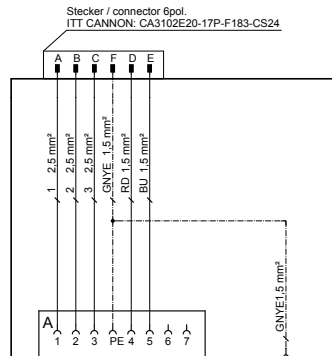 Stecker / connector 6pol.
ITT CANNON: CA3102E20-17P-F183-CS24
A B C F D E
1 2,5 mm²
2 2,5 mm²
3 2,5 mm²
GNYE 1,5 mm²
RD 1,5 mm²
BU 1,5 mm²
GNYE1,5 mm²
A
1 2 3 PE 4 5 6 7